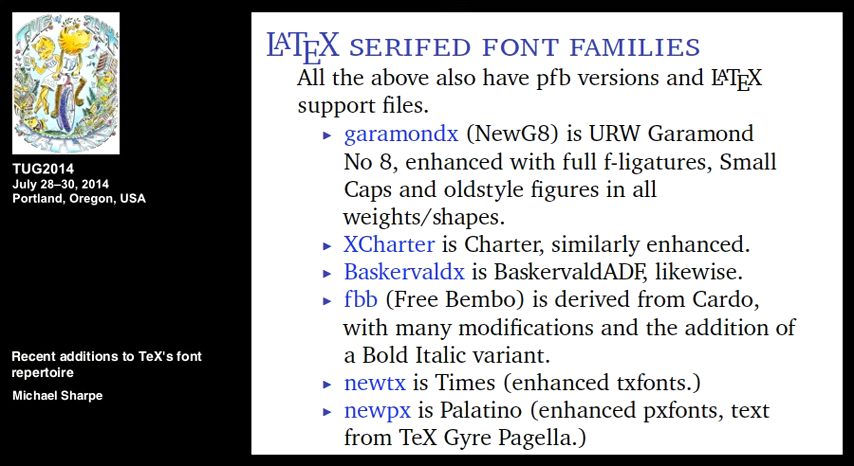 TUG2014
July 28–30, 2014
Portland, Oregon, USA
Recent additions to TeX's font
repertoire
Michael Sharpe
LATEX SERIFED FONT FAMILIES
All the above also have pfb versions and LATEX
support files.
▸ garamondx (NewG8) is URW Garamond
No 8, enhanced with full f-ligatures, Small
Caps and oldstyle figures in all
weights/shapes.
▸ XCharter is Charter, similarly enhanced.
▸ Baskervaldx is BaskervaldADF, likewise.
▸ fbb (Free Bembo) is derived from Cardo,
with many modifications and the addition of
a Bold Italic variant.
▸ newtx is Times (enhanced txfonts.)
▸ newpx is Palatino (enhanced pxfonts, text
from TeX Gyre Pagella.)